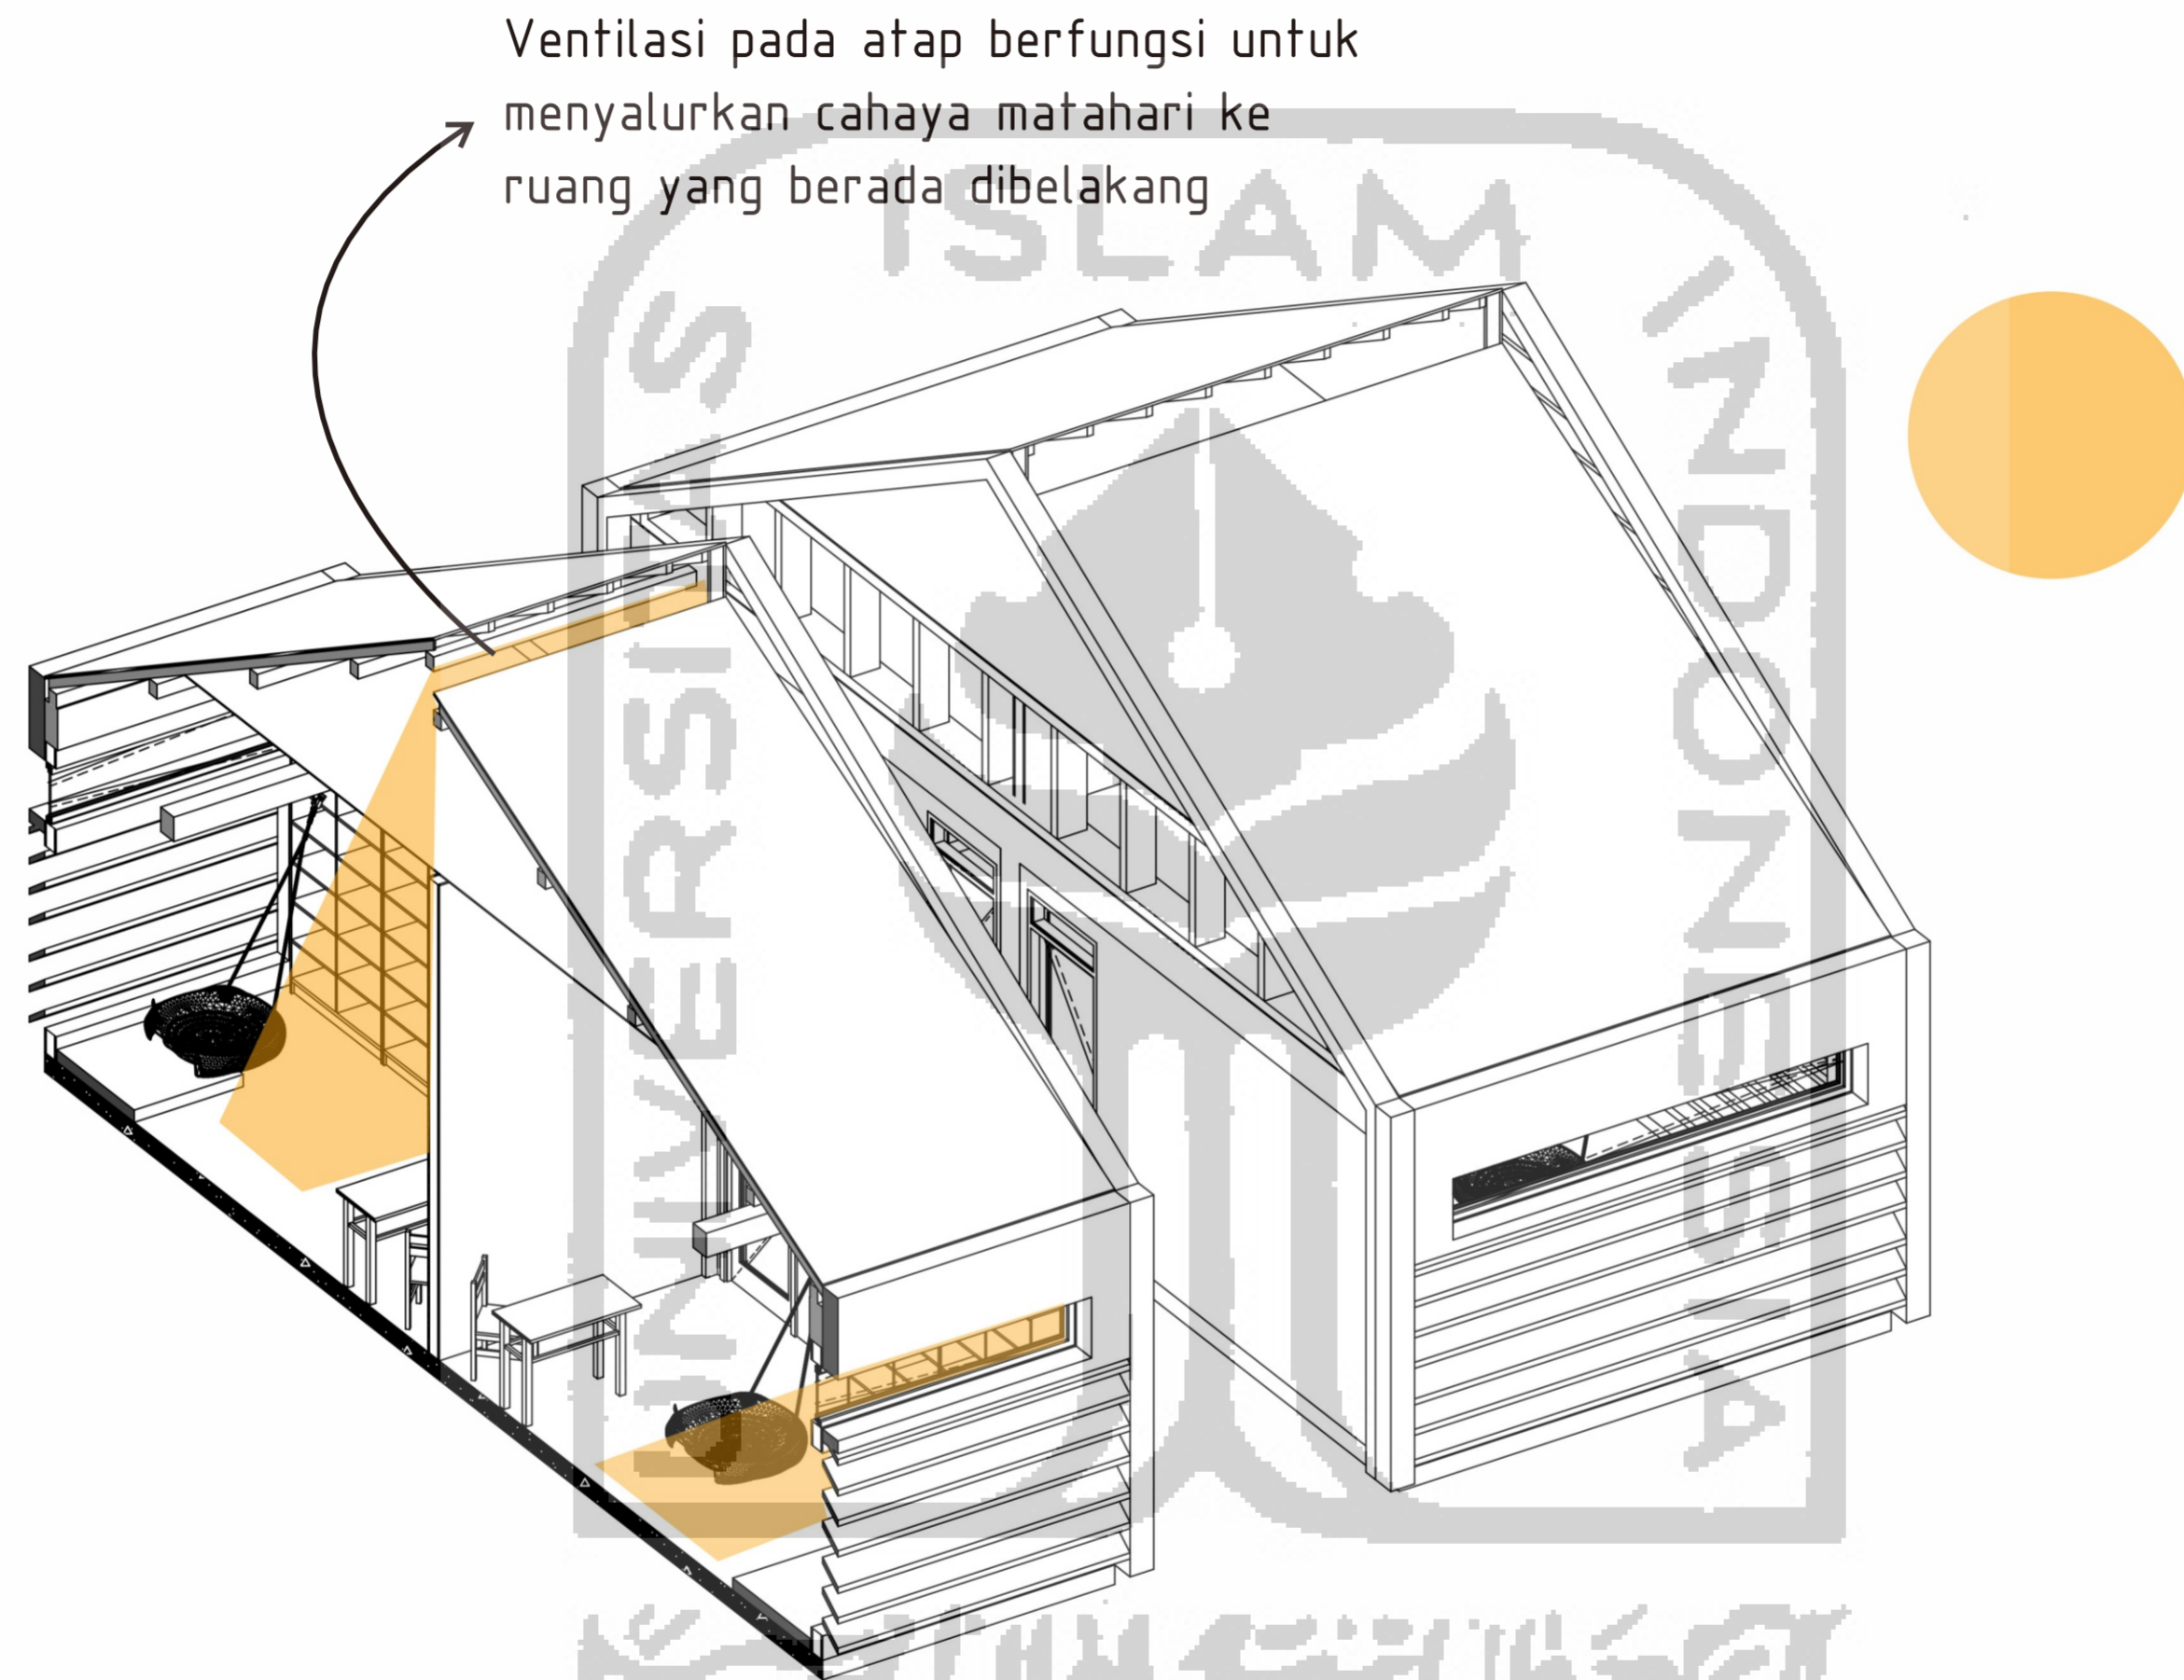 Ventilasi pada atap berfungsi untuk
menyalurkan cahaya matahari ke
ruang yang berada dibelakang
ISLAM
UNIVERSITAS
INDONESIA